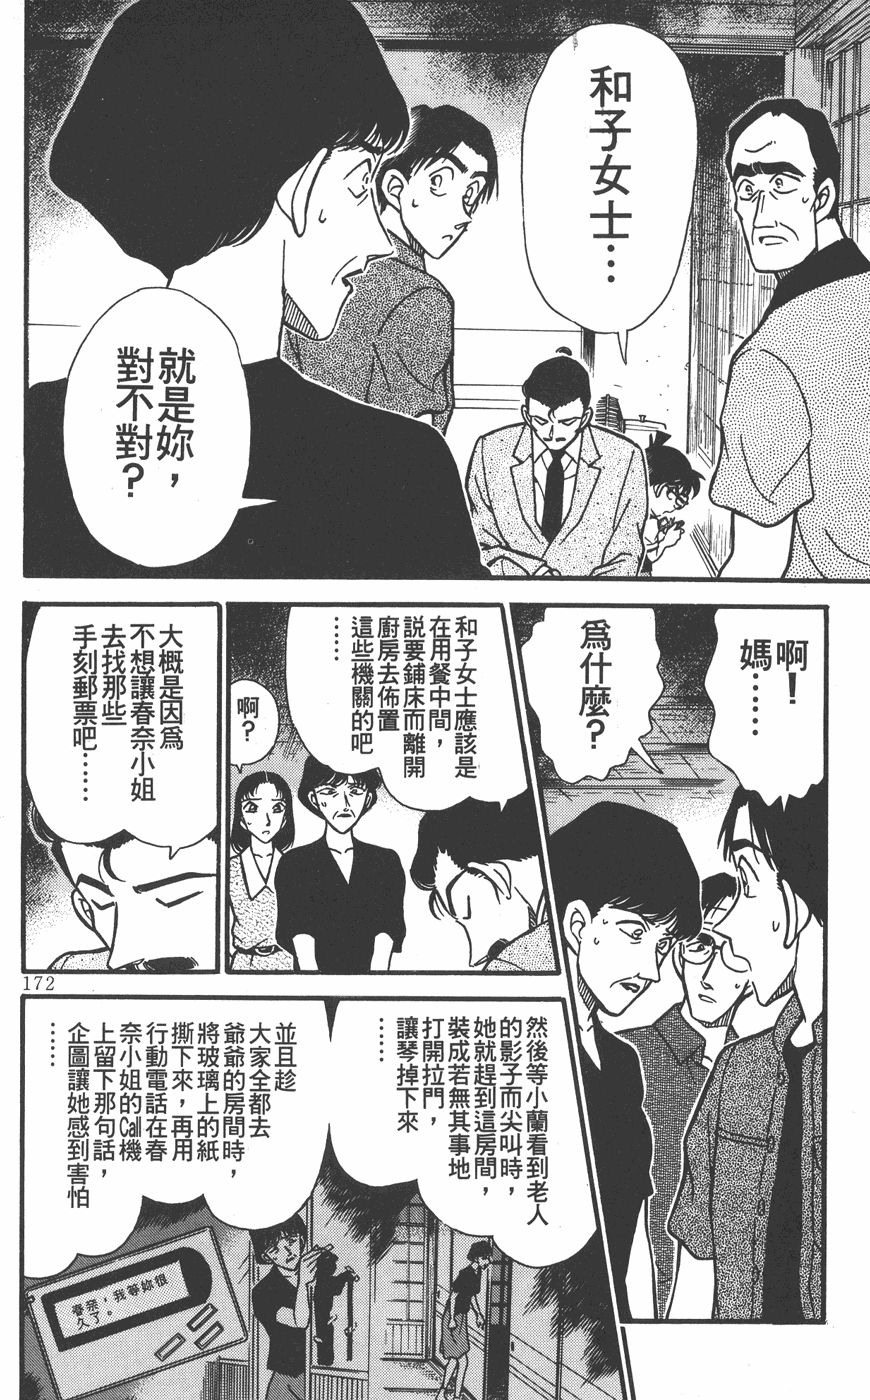 和子女士…
就是妳，
對不對？
啊！
媽……
爲什麼？
和子女士應該是
在用餐中間，
説要鋪床而離開
廚房去佈置
這些機關的吧
……
啊？
大概是因爲
不想讓春奈小姐
去找那些
手刻郵票吧……
172
然後等小蘭看到老人
的影子而尖叫時，
她就趕到這房間，
裝成若無其事地
打開拉門，
讓琴掉下來
……
並且趁
大家全都去
爺爺的房間時，
將玻璃上的紙
撕下來，再用
行動電話在春
奈小姐的Call機
上留下那句話，
企圖讓她感到害怕
……
春奈，我等妳很
久了。